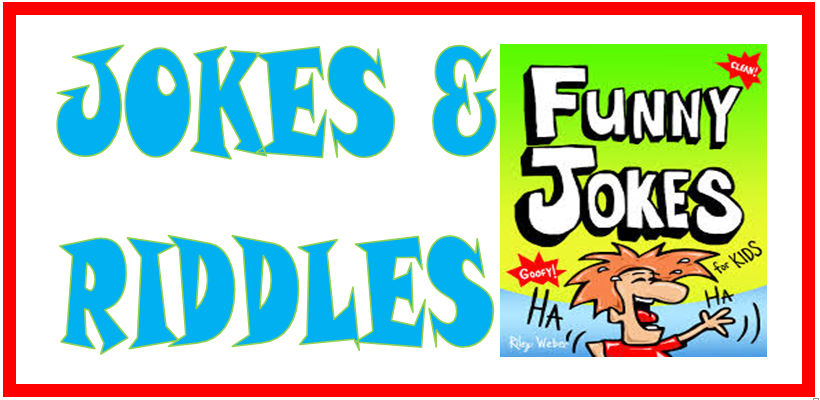 JOKES &
RIDDLES
CLEAN!
FUNNY
JOKES
for KIDS
GOOFY!
HA
HA
Riley Weber